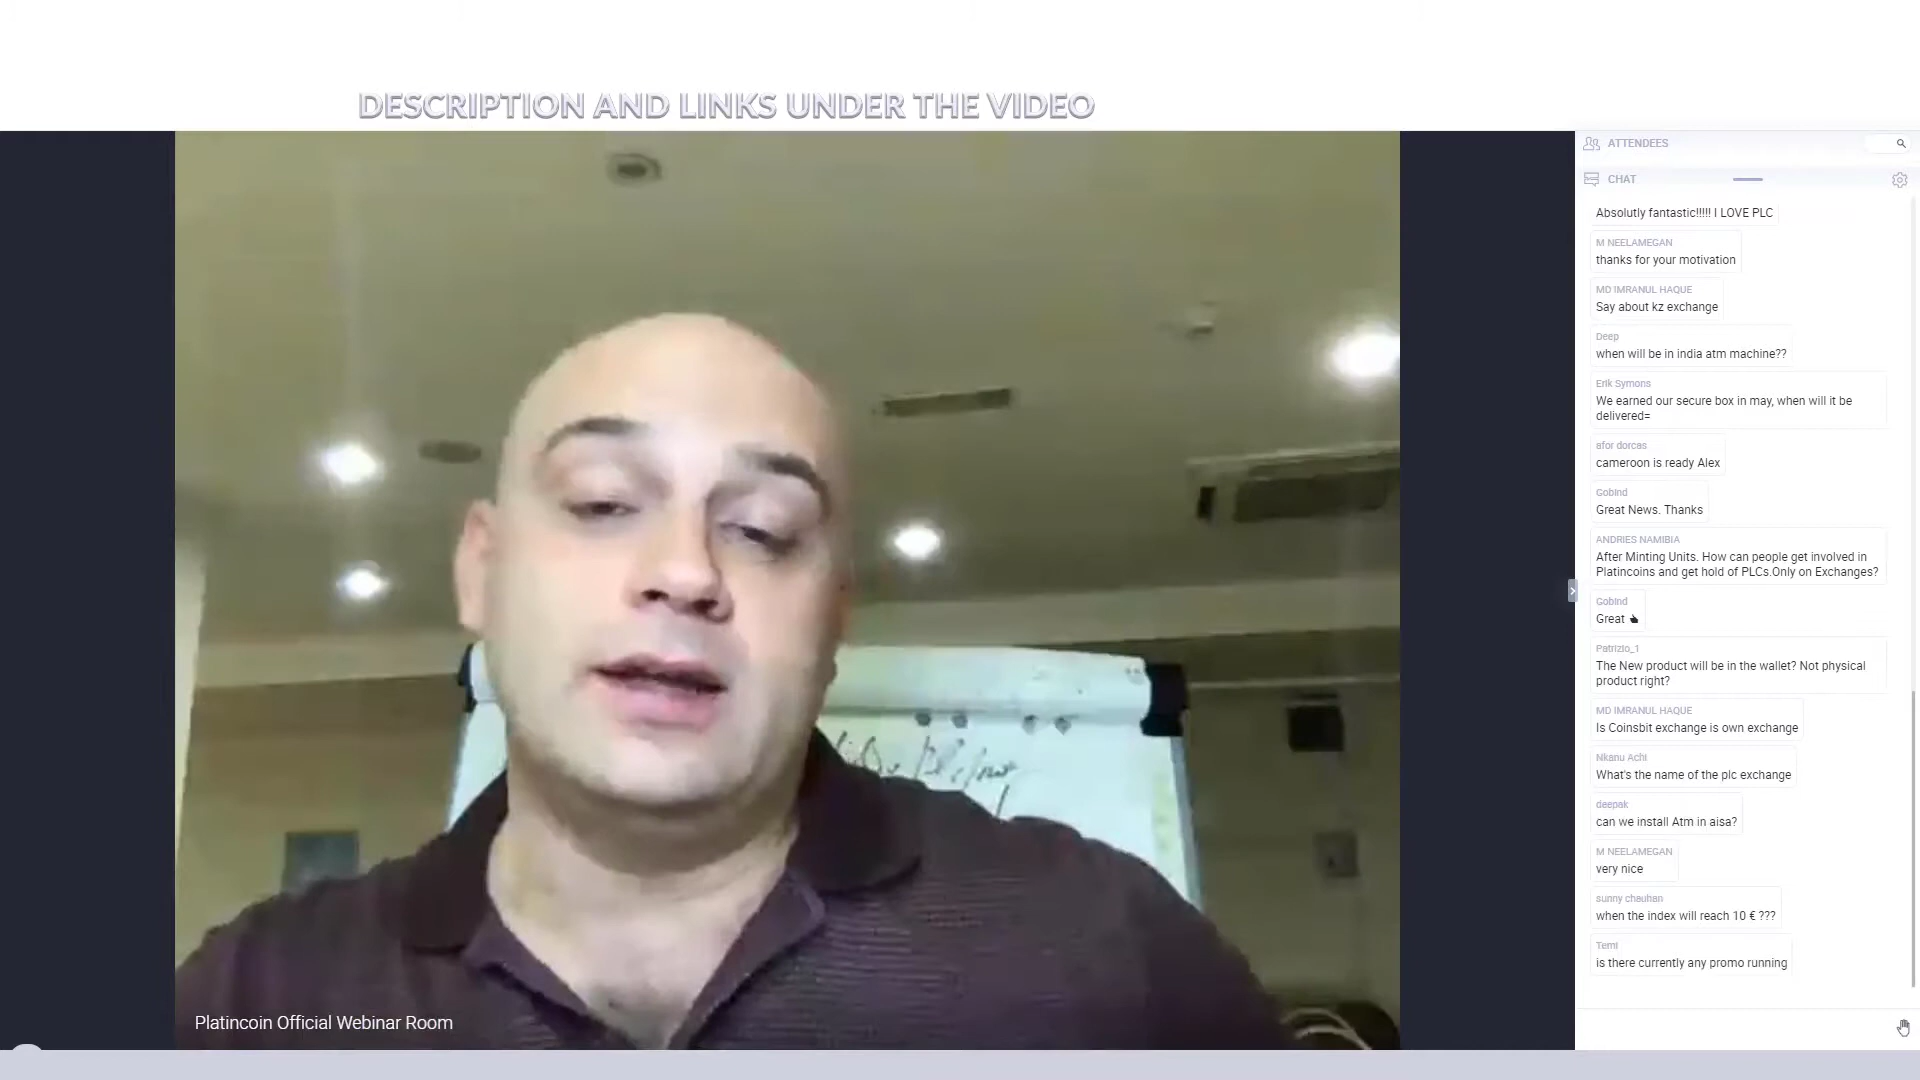 DESCRIPTION AND LINKS UNDER THE VIDEO
ATTENDEES
CHAT
Absolutly fantastic!!!!! I LOVE PLC
M NEELAMEGAN
thanks for your motivation
MD IMRANUL HAQUE
Say about kz exchange
Deep
when will be in india atm machine??
Erik Symons
We earned our secure box in may, when will it be
delivered=
afor dorcas
cameroon is ready Alex
Gobind
Great News. Thanks
ANDRIES NAMIBIA
After Minting Units. How can people get involved in
Platincoins and get hold of PLCs.Only on Exchanges?
Gobind
Great
Patrizio_1
The New product will be in the wallet? Not physical
product right?
MD IMRANUL HAQUE
Is Coinsbit exchange is own exchange
Nkanu Achi
What's the name of the plc exchange
deepak
can we install Atm in aisa?
M NEELAMEGAN
very nice
sunny chauhan
when the index will reach 10 € ???
Temi
is there currently any promo running
Platincoin Official Webinar Room